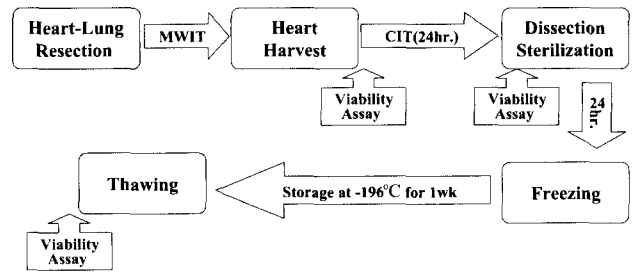 Heart-Lung
Resection
MWIT
Heart
Harvest
CIT(24hr.)
Dissection
Sterilization
Viability
Assay
Viability
Assay
24
hr.
Freezing
Storage at -196°C for 1wk
Thawing
Viability
Assay